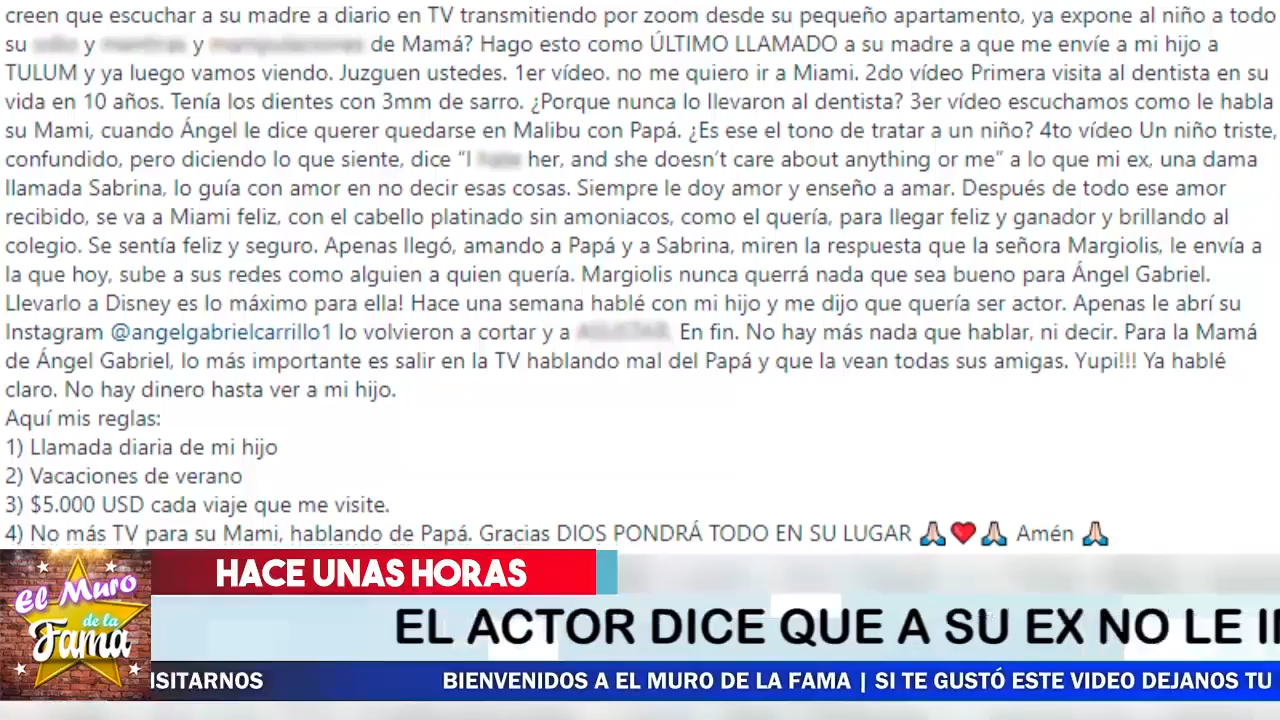 creen que escuchar a su madre a diario en TV transmitiendo por zoom desde su pequeño apartamento, ya expone al niño a todo
su y y de Mamá? Hago esto como ÚLTIMO LLAMADO a su madre a que me envíe a mi hijo a
TULUM y ya luego vamos viendo. Juzguen ustedes. 1er vídeo. no me quiero ir a Miami. 2do vídeo Primera visita al dentista en su
vida en 10 años. Tenía los dientes con 3mm de sarro. ¿Porque nunca lo llevaron al dentista? 3er vídeo escuchamos como le habla
su Mami, cuando Ángel le dice querer quedarse en Malibu con Papá. ¿Es ese el tono de tratar a un niño? 4to vídeo Un niño triste,
confundido, pero diciendo lo que siente, dice “I her, and she doesn’t care about anything or me” a lo que mi ex, una dama
llamada Sabrina, lo guía con amor en no decir esas cosas. Siempre le doy amor y enseño a amar. Después de todo ese amor
recibido, se va a Miami feliz, con el cabello platinado sin amoniacos, como el quería, para llegar feliz y ganador y brillando al
colegio. Se sentía feliz y seguro. Apenas llegó, amando a Papá y a Sabrina, miren la respuesta que la señora Margiolis, le envía a
la que hoy, sube a sus redes como alguien a quien quería. Margiolis nunca querrá nada que sea bueno para Ángel Gabriel.
Llevarlo a Disney es lo máximo para ella! Hace una semana hablé con mi hijo y me dijo que quería ser actor. Apenas le abrí su
Instagram @angelgabrielcarrillo1 lo volvieron a cortar y a En fin. No hay más nada que hablar, ni decir. Para la Mamá
de Ángel Gabriel, lo más importante es salir en la TV hablando mal del Papá y que la vean todas sus amigas. Yupi!!! Ya hablé
claro. No hay dinero hasta ver a mi hijo.
Aquí mis reglas:
1) Llamada diaria de mi hijo
2) Vacaciones de verano
3) $5.000 USD cada viaje que me visite.
4) No más TV para su Mami, hablando de Papá. Gracias DIOS PONDRÁ TODO EN SU LUGAR 🙏🏻❤️🙏🏻 Amén 🙏🏻
HACE UNAS HORAS
El Muro
de la
Fama
EL ACTOR DICE QUE A SU EX NO LE
ISITARNOS BIENVENIDOS A EL MURO DE LA FAMA | SI TE GUSTÓ ESTE VIDEO DEJANOS TU